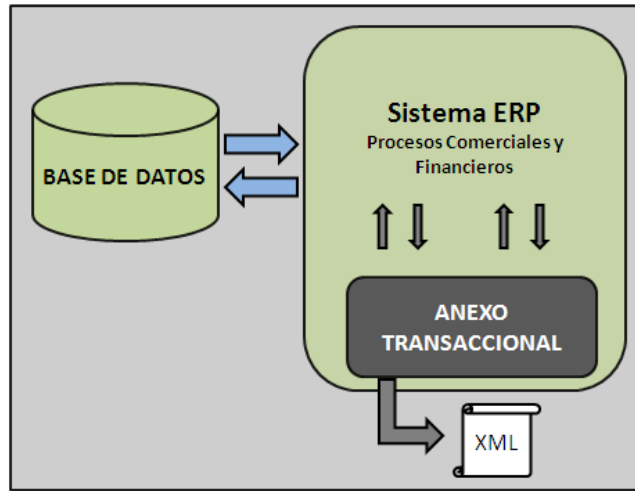 BASE DE DATOS
Sistema ERP
Procesos Comerciales y
Financieros
ANEXO
TRANSACCIONAL
XML